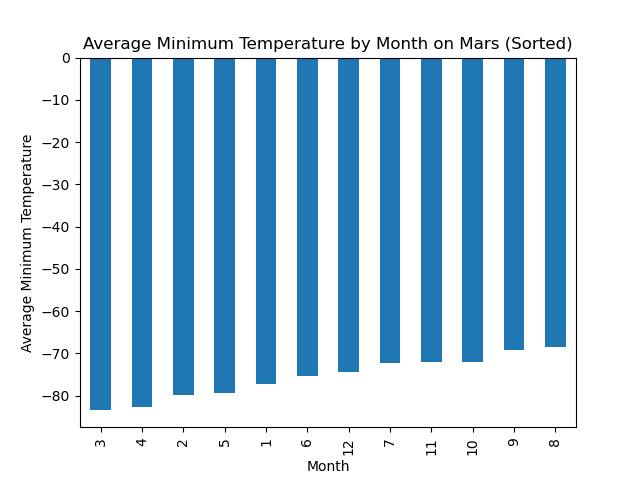 Average Minimum Temperature by Month on Mars (Sorted)
0
−10
−20
−30
−40
−50
−60
−70
−80
Average Minimum Temperature
3 4 2 5 1 6 12 7 11 10 9 8
Month